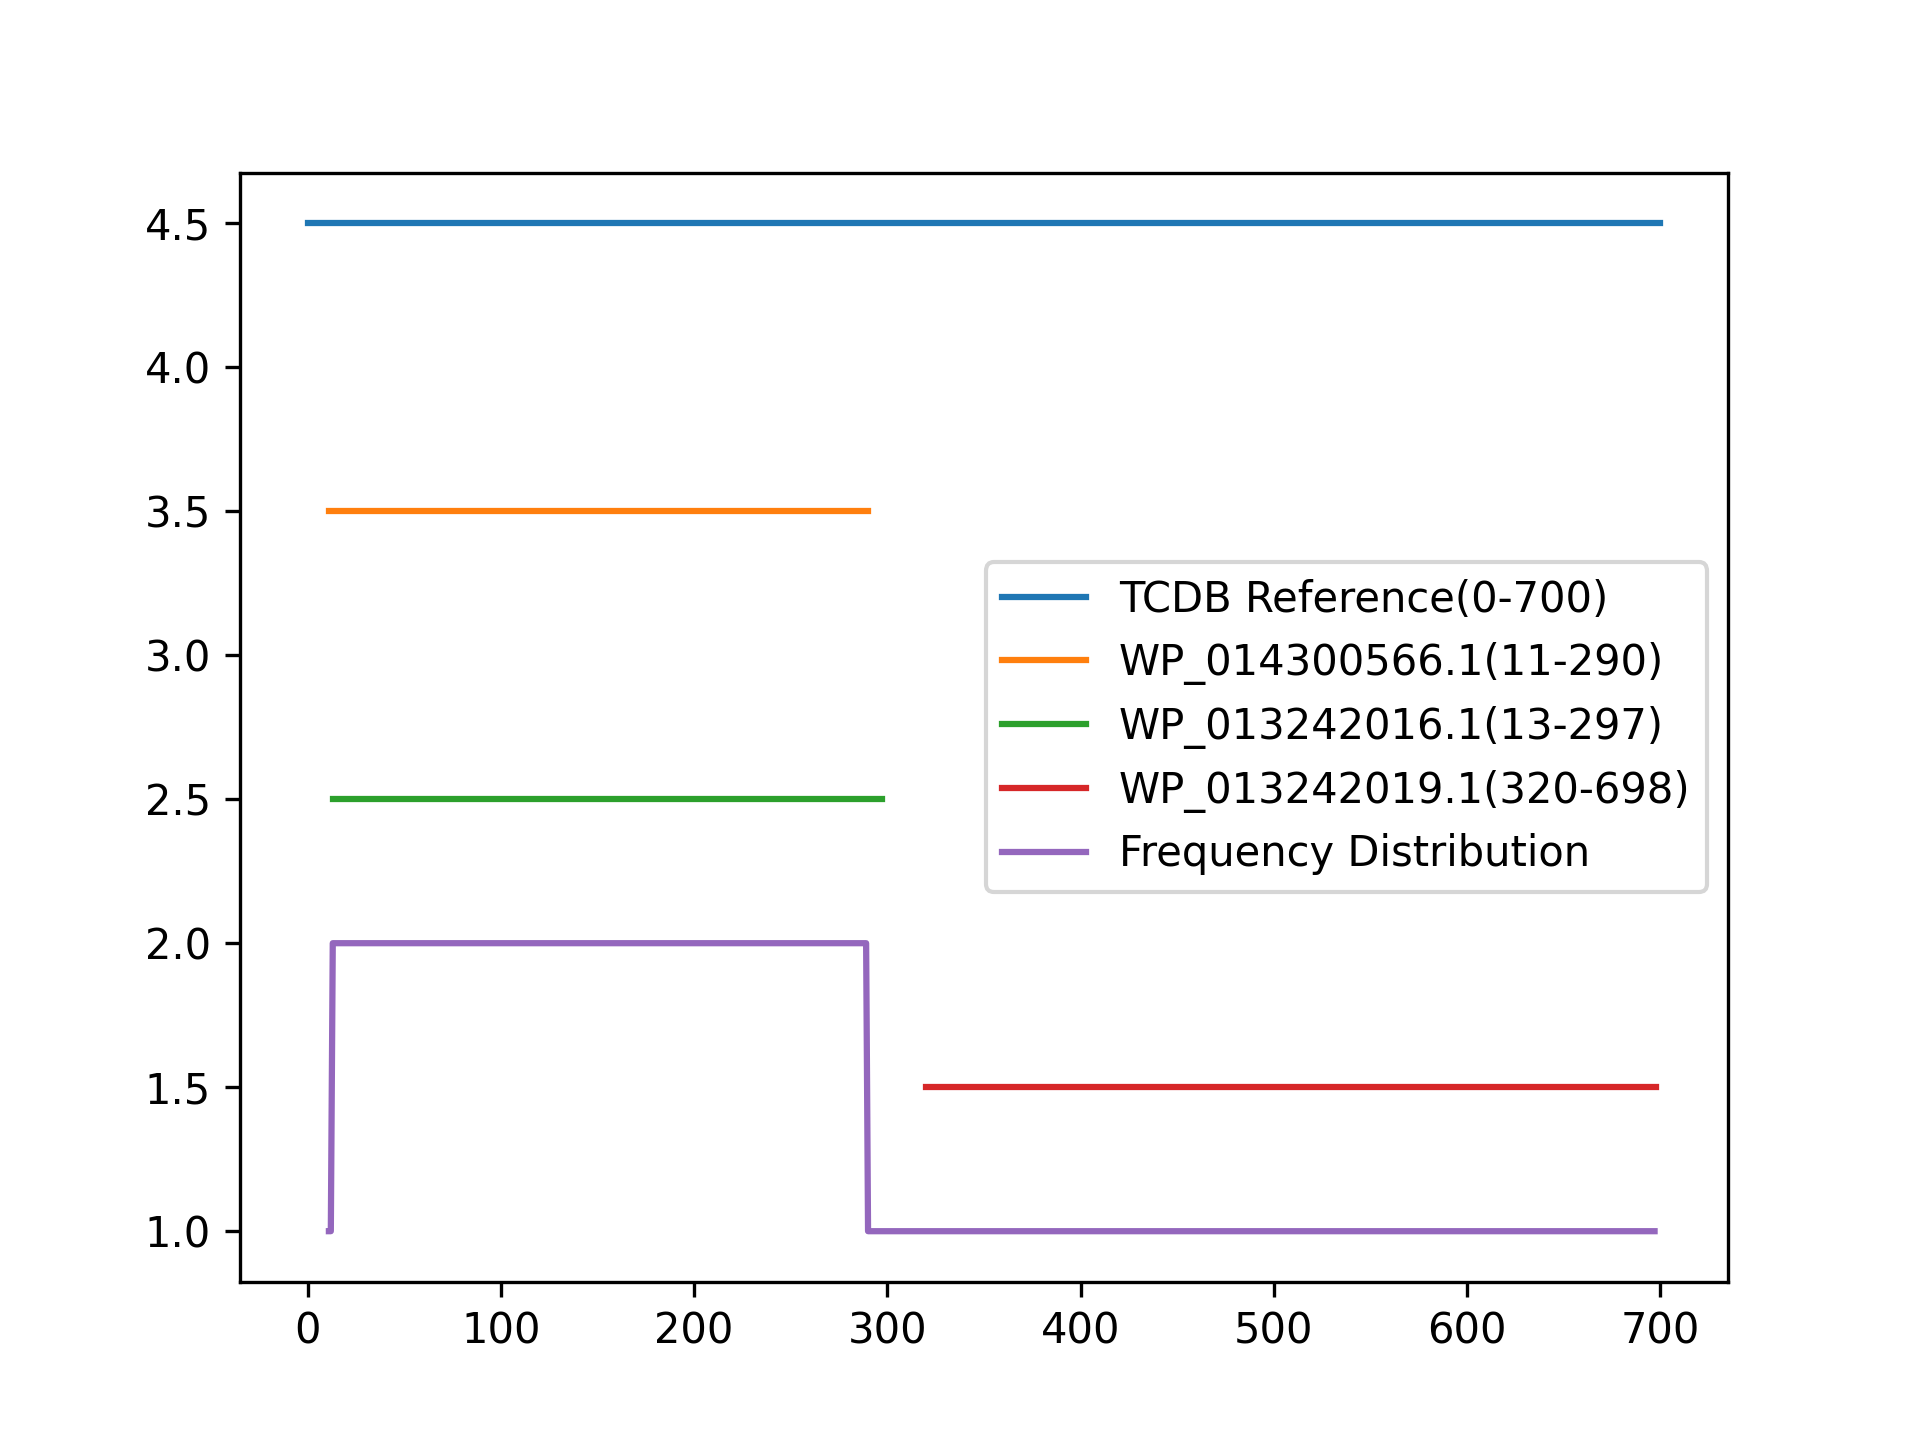 4.5
4.0
3.5
3.0
2.5
2.0
1.5
1.0
TCDB Reference(0-700)
WP_014300566.1(11-290)
WP_013242016.1(13-297)
WP_013242019.1(320-698)
Frequency Distribution
0 100 200 300 400 500 600 700